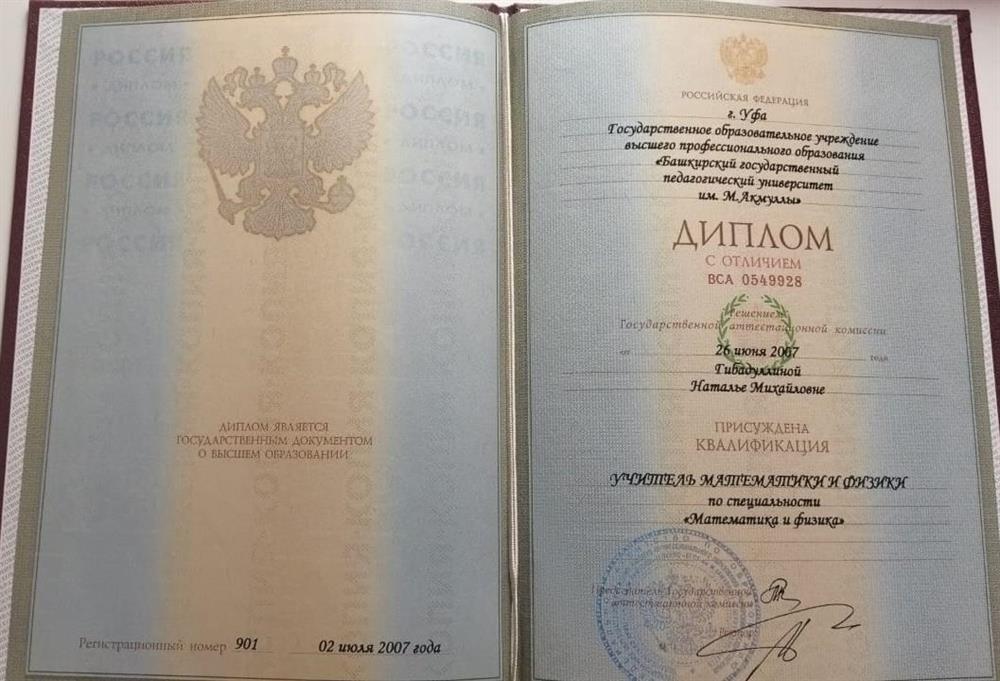 ДИПЛОМ ЯВЛЯЕТСЯ
ГОСУДАРСТВЕННЫМ ДОКУМЕНТОМ
О ВЫСШЕМ ОБРАЗОВАНИИ
Регистрационный номер 901 02 июля 2007 года
РОССИЙСКАЯ ФЕДЕРАЦИЯ
г. Уфа
Государственное образовательное учреждение
высшего профессионального образования
«Башкирский государственный
педагогический университет
им. М.Акмуллы»
ДИПЛОМ
С ОТЛИЧИЕМ
ВСА 0549928
Решением
Государственной аттестационной комиссии
от 26 июня 2007 года
Гибадуллиной
Наталье Михайловне
ПРИСУЖДЕНА
КВАЛИФИКАЦИЯ
УЧИТЕЛЬ МАТЕМАТИКИ И ФИЗИКИ
по специальности
«Математика и физика»
Председатель Государственной
аттестационной комиссии
Ректор